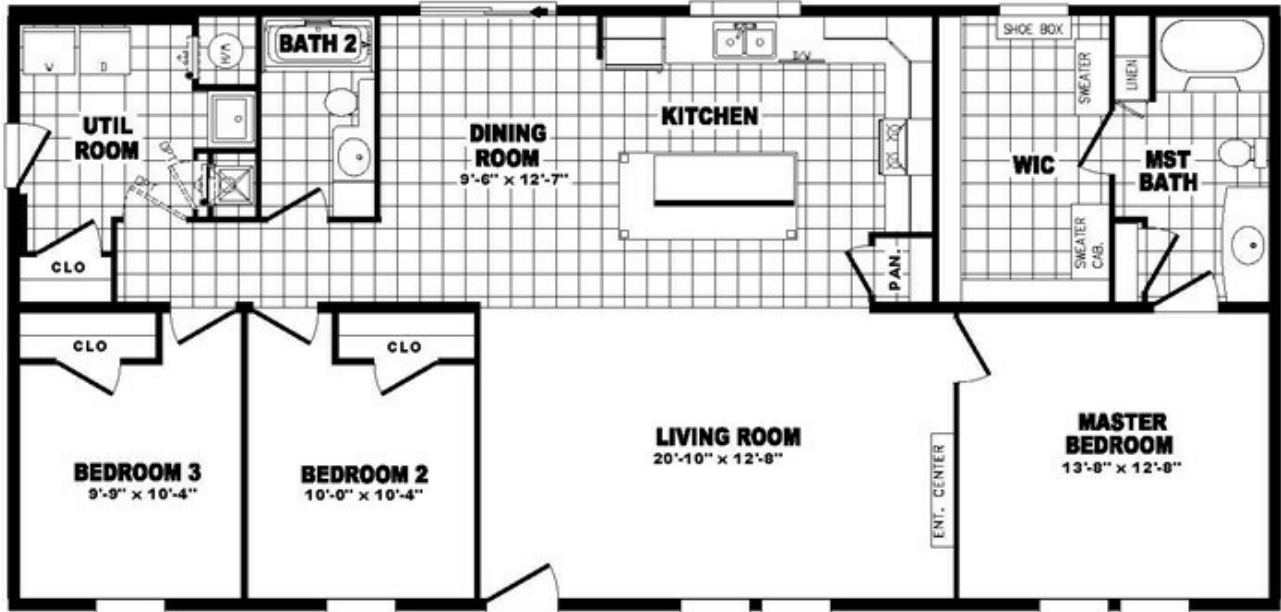 W
D
W/H
UTIL
ROOM
OPT.
OPT.
CLO
BATH 2
DINING
ROOM
9'-6" x 12'-7"
KITCHEN
D/W
PAN.
SHOE BOX
SWEATER
LINEN
WIC
SWEATER
CAB.
MST
BATH
CLO
BEDROOM 3
9'-9" x 10'-4"
CLO
BEDROOM 2
10'-0" x 10'-4"
LIVING ROOM
20'-10" x 12'-8"
ENT. CENTER
MASTER
BEDROOM
13'-8" x 12'-8"